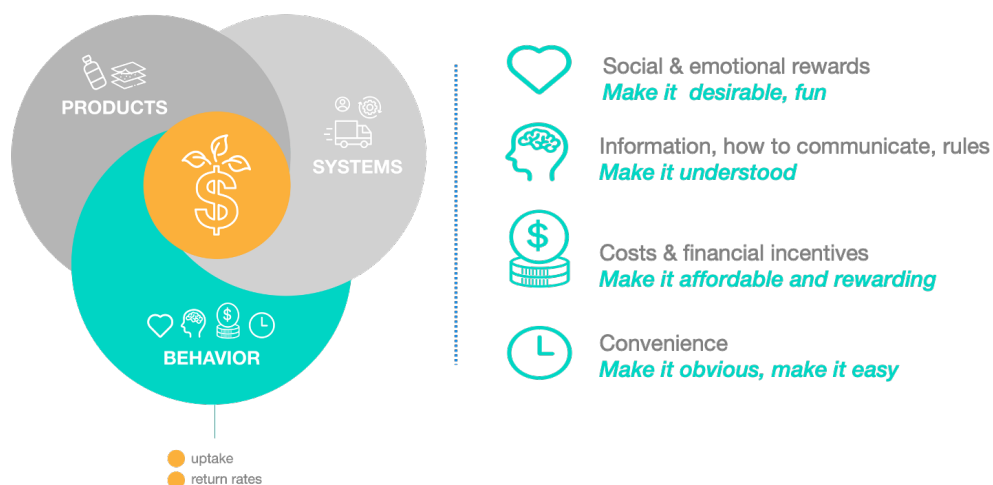 PRODUCTS
SYSTEMS
$
BEHAVIOR
$
uptake
return rates
Social & emotional rewards
Make it desirable, fun
Information, how to communicate, rules
Make it understood
$
Costs & financial incentives
Make it affordable and rewarding
Convenience
Make it obvious, make it easy